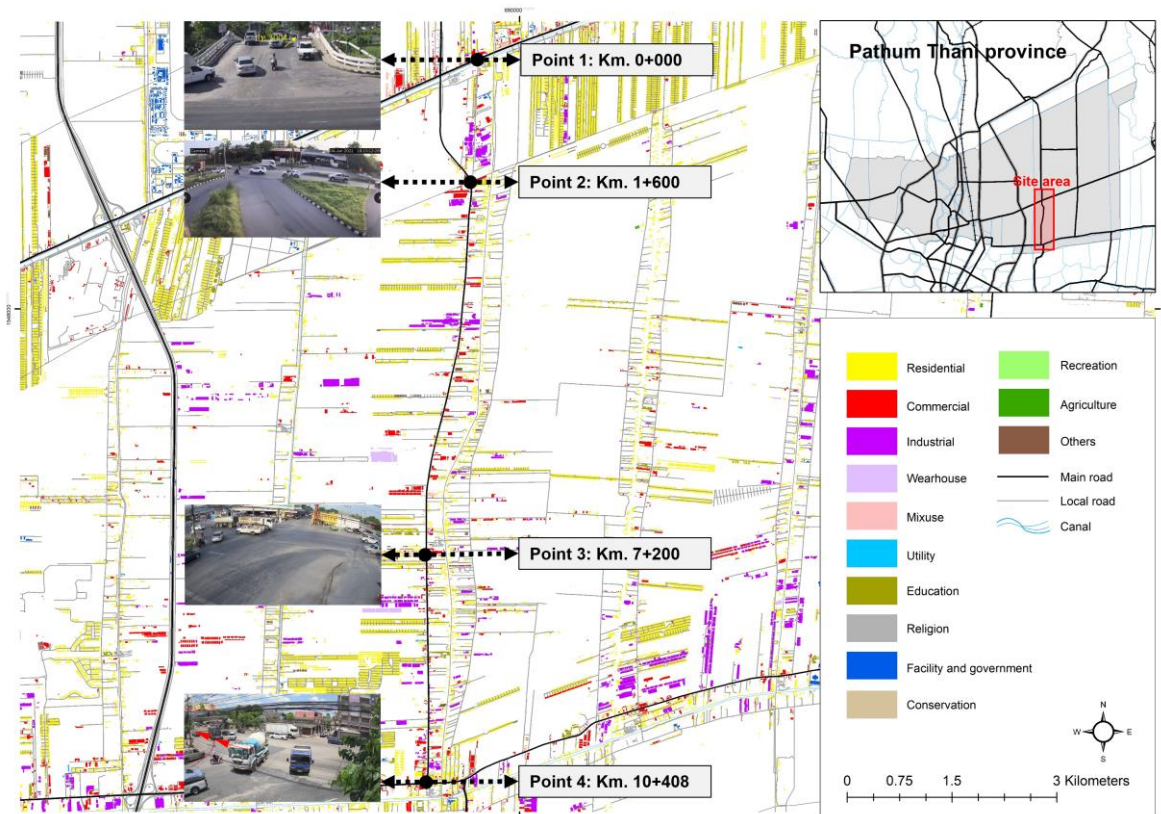 690000
Point 1: Km. 0+000
Point 2: Km. 1+600
Point 3: Km. 7+200
Point 4: Km. 10+408
Pathum Thani province
Site area
Residential
Commercial
Industrial
Wearhouse
Mixuse
Utility
Education
Religion
Facility and government
Conservation
Recreation
Agriculture
Others
Main road
Local road
Canal
N
W
E
S
0 0.75 1.5 3 Kilometers